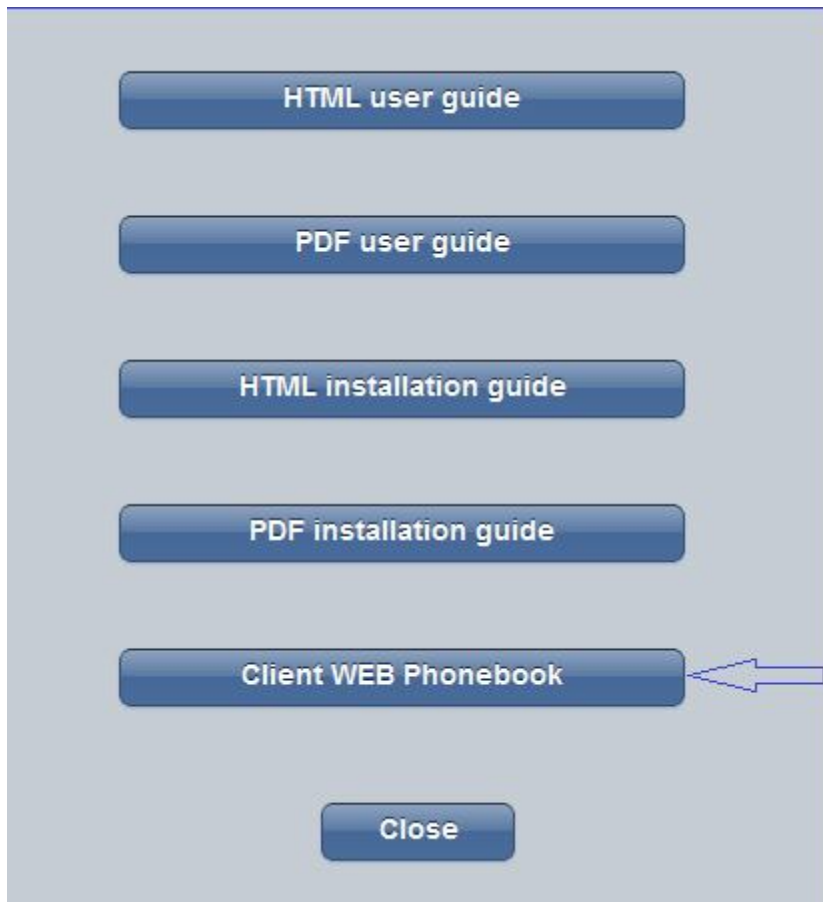 HTML user guide
PDF user guide
HTML installation guide
PDF installation guide
Client WEB Phonebook
Close